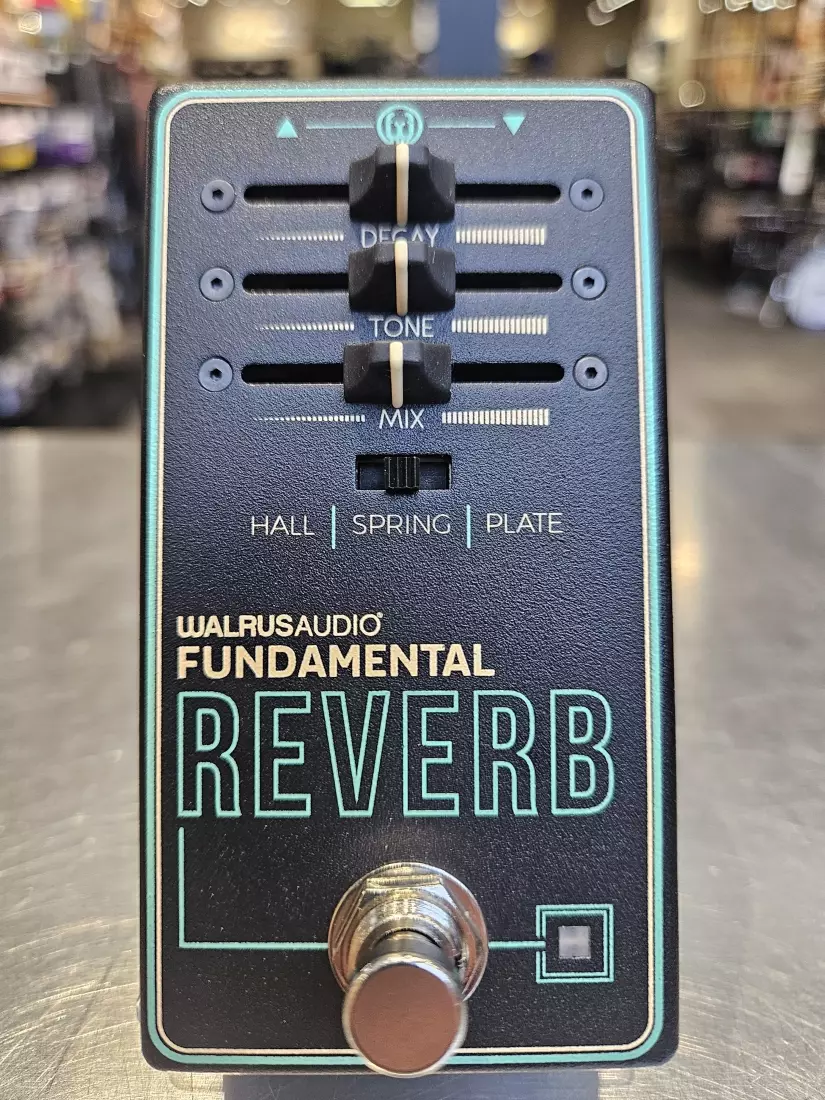 DECAY
TONE
MIX
HALL | SPRING | PLATE
WALRUSAUDIO®
FUNDAMENTAL
REVERB